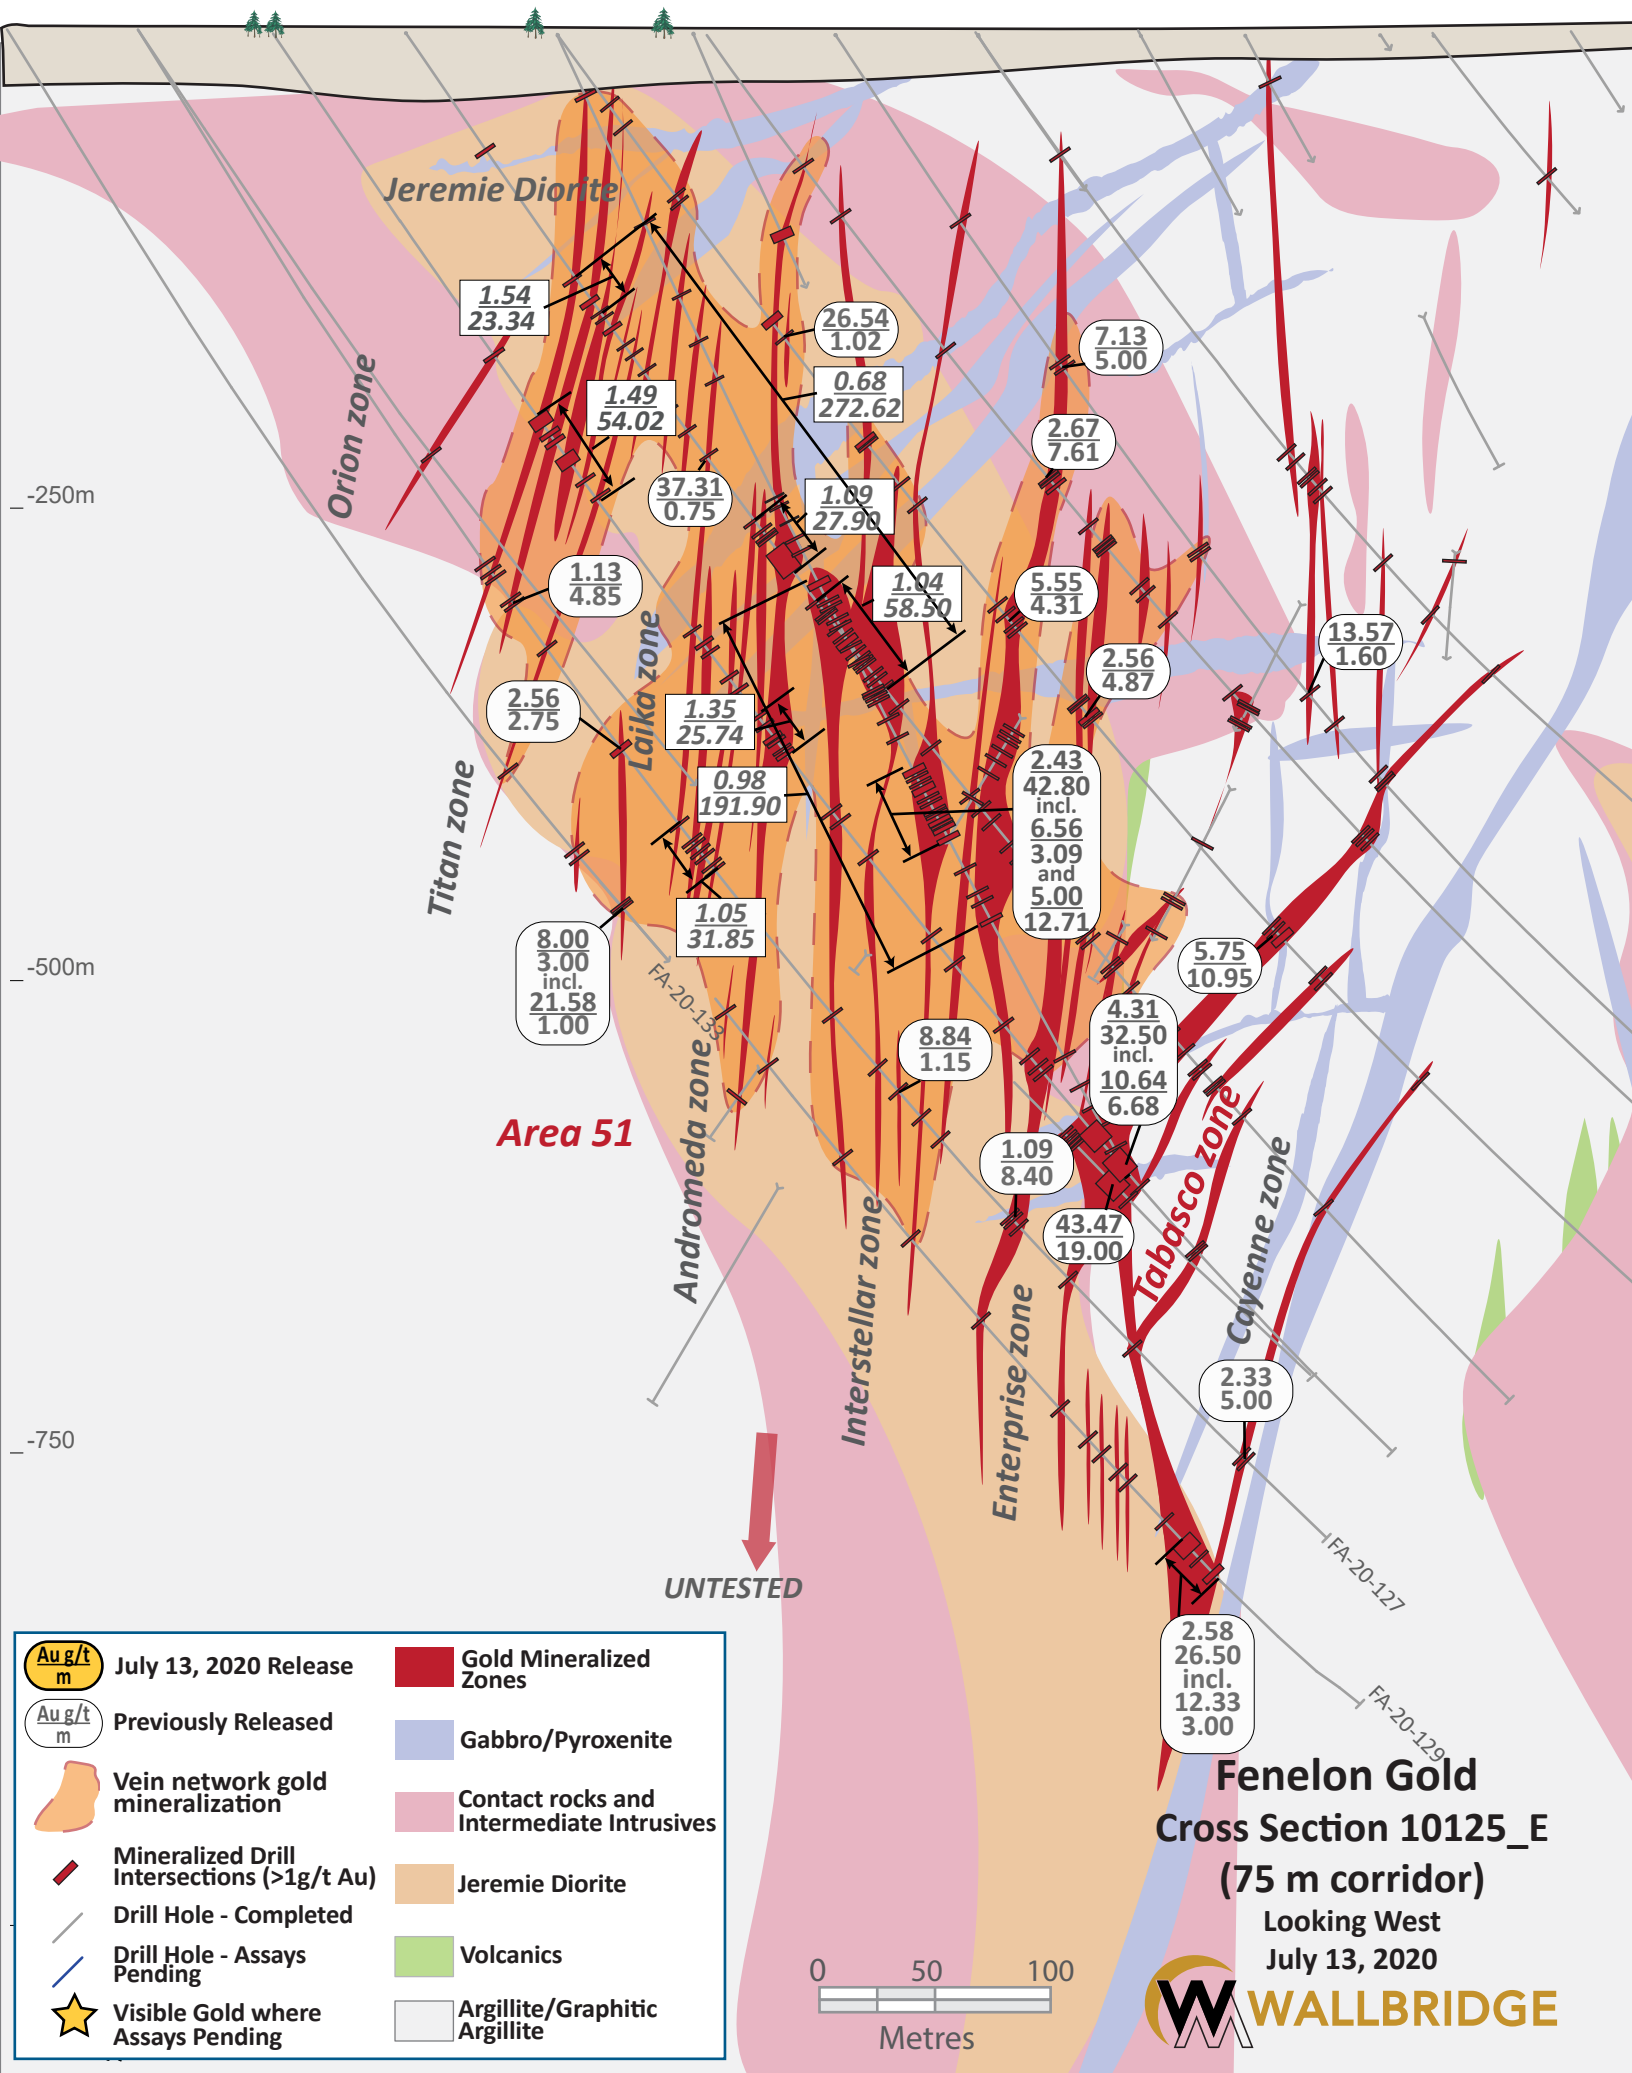 Jeremie Diorite
1.54
23.34
26.54
1.02
7.13
5.00
0.68
272.62
1.49
54.02
2.67
7.61
Orion zone
-250m
37.31
0.75
1.09
27.90
1.13
4.85
1.04
58.50
5.55
4.31
13.57
1.60
2.56
4.87
Laika zone
2.56
2.75
1.35
25.74
0.98
191.90
2.43
42.80
incl.
6.56
3.09
and
5.00
12.71
Titan zone
1.05
31.85
8.00
3.00
incl.
21.58
1.00
-500m
FA-20-133
5.75
10.95
4.31
32.50
incl.
10.64
6.68
8.84
1.15
Area 51
Andromeda zone
1.09
8.40
43.47
19.00
Tabasco zone
Cayenne zone
Interstellar zone
Enterprise zone
2.33
5.00
-750
UNTESTED
FA-20-127
2.58
26.50
incl.
12.33
3.00
FA-20-129
Au g/t
m
July 13, 2020 Release
Au g/t
m
Previously Released
Vein network gold
mineralization
Mineralized Drill
Intersections (>1g/t Au)
Drill Hole - Completed
Drill Hole - Assays
Pending
Visible Gold where
Assays Pending
Gold Mineralized
Zones
Gabbro/Pyroxenite
Contact rocks and
Intermediate Intrusives
Jeremie Diorite
Volcanics
Argillite/Graphitic
Argillite
0 50 100
Metres
Fenelon Gold
Cross Section 10125_E
(75 m corridor)
Looking West
July 13, 2020
WALLBRIDGE